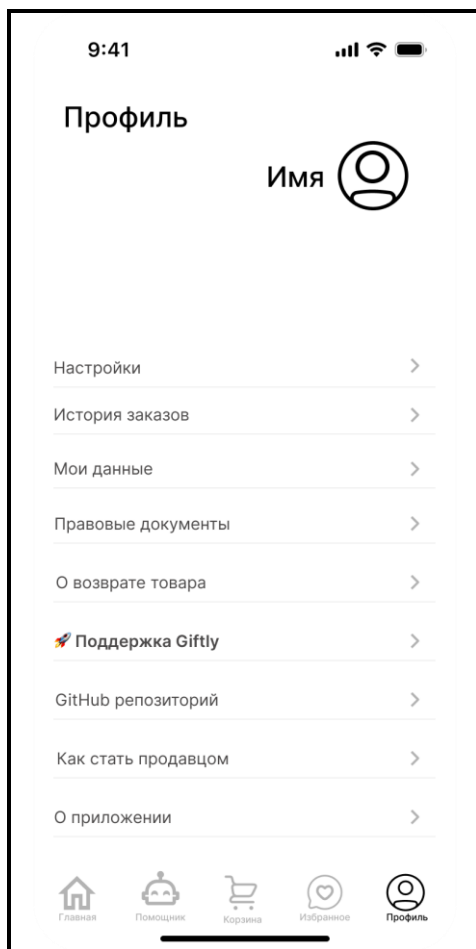 9:41
Профиль
Имя
Настройки
История заказов
Мои данные
Правовые документы
О возврате товара
🚀 Поддержка Giftly
GitHub репозиторий
Как стать продавцом
О приложении
Главная Помощник Корзина Избранное Профиль